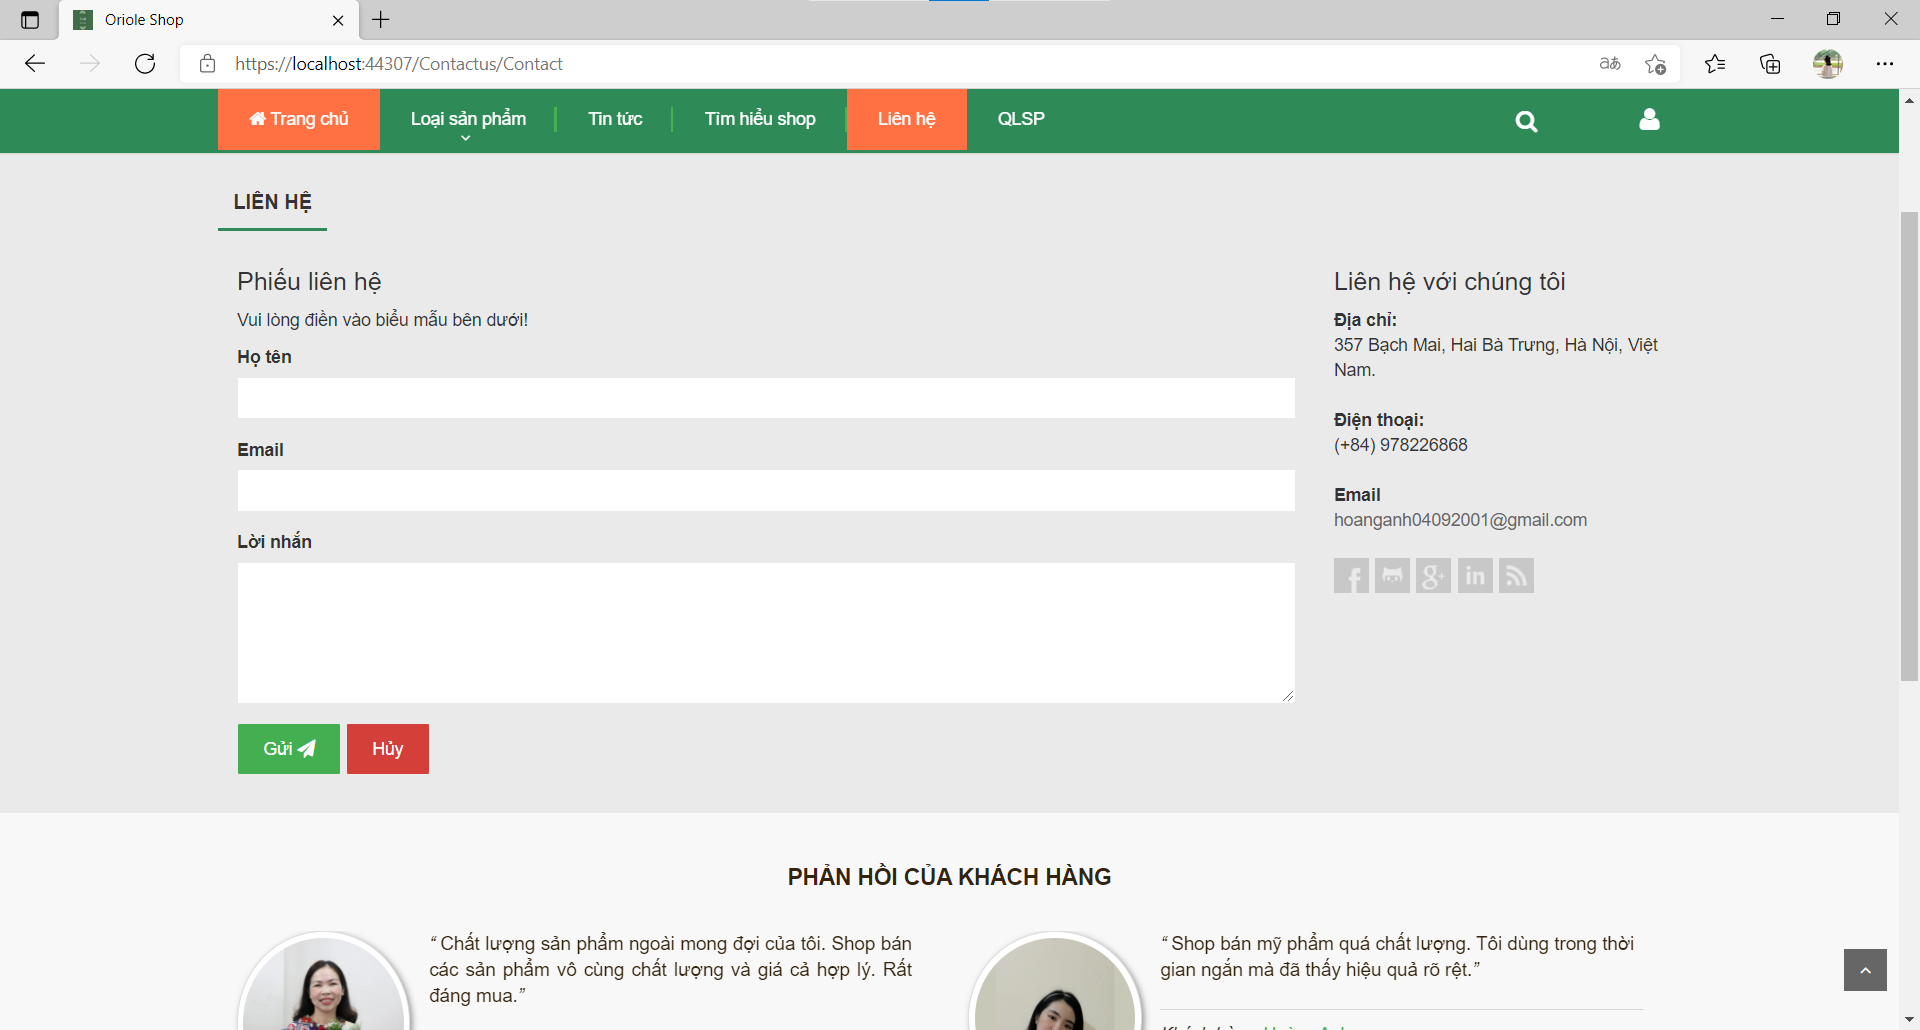 Oriole Shop
https://localhost:44307/Contactus/Contact
Trang chủ
Loại sản phẩm
Tin tức
Tìm hiểu shop
Liên hệ
QLSP
LIÊN HỆ
Phiếu liên hệ
Vui lòng điền vào biểu mẫu bên dưới!
Họ tên
Email
Lời nhắn
Gửi
Hủy
Liên hệ với chúng tôi
Địa chỉ:
357 Bạch Mai, Hai Bà Trưng, Hà Nội, Việt
Nam.
Điện thoại:
(+84) 978226868
Email
hoanganh04092001@gmail.com
PHẢN HỒI CỦA KHÁCH HÀNG
“ Chất lượng sản phẩm ngoài mong đợi của tôi. Shop bán
các sản phẩm vô cùng chất lượng và giá cả hợp lý. Rất
đáng mua.”
“ Shop bán mỹ phẩm quá chất lượng. Tôi dùng trong thời
gian ngắn mà đã thấy hiệu quả rõ rệt.”